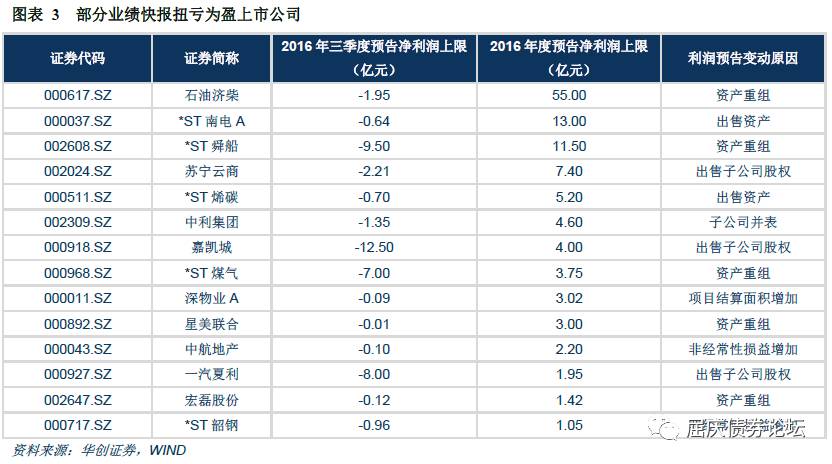 图表 3 部分业绩快报扭亏为盈上市公司
证券代码 证券简称 2016 年三季度预告净利润上限（亿元） 2016 年度预告净利润上限（亿元） 利润预告变动原因
000617.SZ 石油济柴 -1.95 55.00 资产重组
000037.SZ *ST 南电 A -0.64 13.00 出售资产
002608.SZ *ST 舜船 -9.50 11.50 资产重组
002024.SZ 苏宁云商 -2.21 7.40 出售子公司股权
000511.SZ *ST 烯碳 -0.70 5.20 出售资产
002309.SZ 中利集团 -1.35 4.60 子公司并表
000918.SZ 嘉凯城 -12.50 4.00 出售子公司股权
000968.SZ *ST 煤气 -7.00 3.75 资产重组
000011.SZ 深物业 A -0.09 3.02 项目结算面积增加
000892.SZ 星美联合 -0.01 3.00 资产重组
000043.SZ 中航地产 -0.10 2.20 非经常性损益增加
000927.SZ 一汽夏利 -8.00 1.95 出售子公司股权
002647.SZ 宏磊股份 -0.12 1.42 资产重组
000717.SZ *ST 韶钢 -0.96 1.05
屈庆债券论坛
资料来源：华创证券，WIND